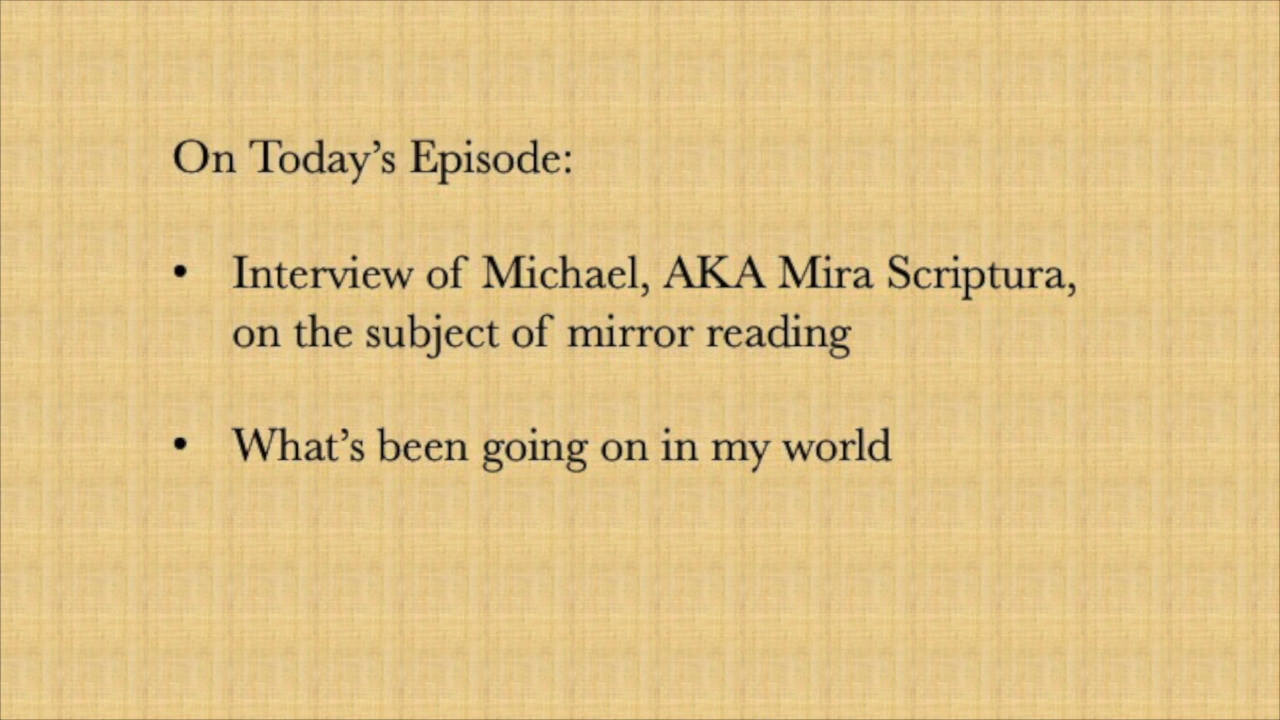 On Today’s Episode:
• Interview of Michael, AKA Mira Scriptura,
on the subject of mirror reading
• What’s been going on in my world